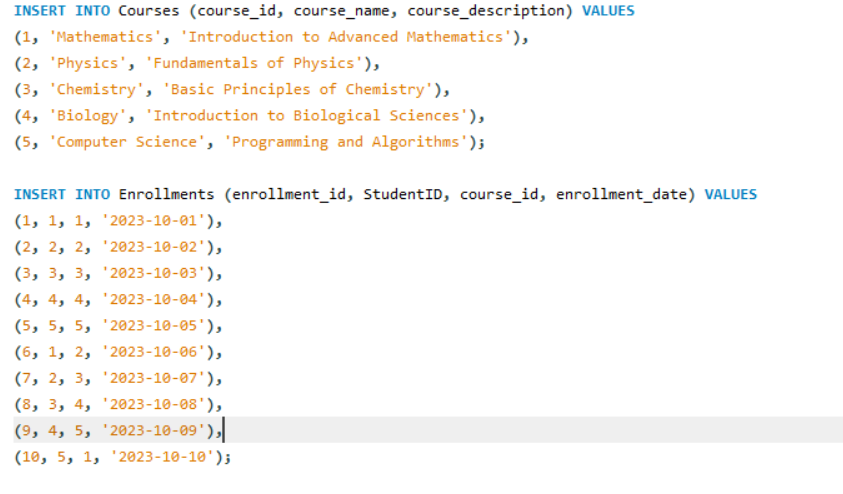 INSERT INTO Courses (course_id, course_name, course_description) VALUES
(1, 'Mathematics', 'Introduction to Advanced Mathematics'),
(2, 'Physics', 'Fundamentals of Physics'),
(3, 'Chemistry', 'Basic Principles of Chemistry'),
(4, 'Biology', 'Introduction to Biological Sciences'),
(5, 'Computer Science', 'Programming and Algorithms');
INSERT INTO Enrollments (enrollment_id, StudentID, course_id, enrollment_date) VALUES
(1, 1, 1, '2023-10-01'),
(2, 2, 2, '2023-10-02'),
(3, 3, 3, '2023-10-03'),
(4, 4, 4, '2023-10-04'),
(5, 5, 5, '2023-10-05'),
(6, 1, 2, '2023-10-06'),
(7, 2, 3, '2023-10-07'),
(8, 3, 4, '2023-10-08'),
(9, 4, 5, '2023-10-09'),
(10, 5, 1, '2023-10-10');